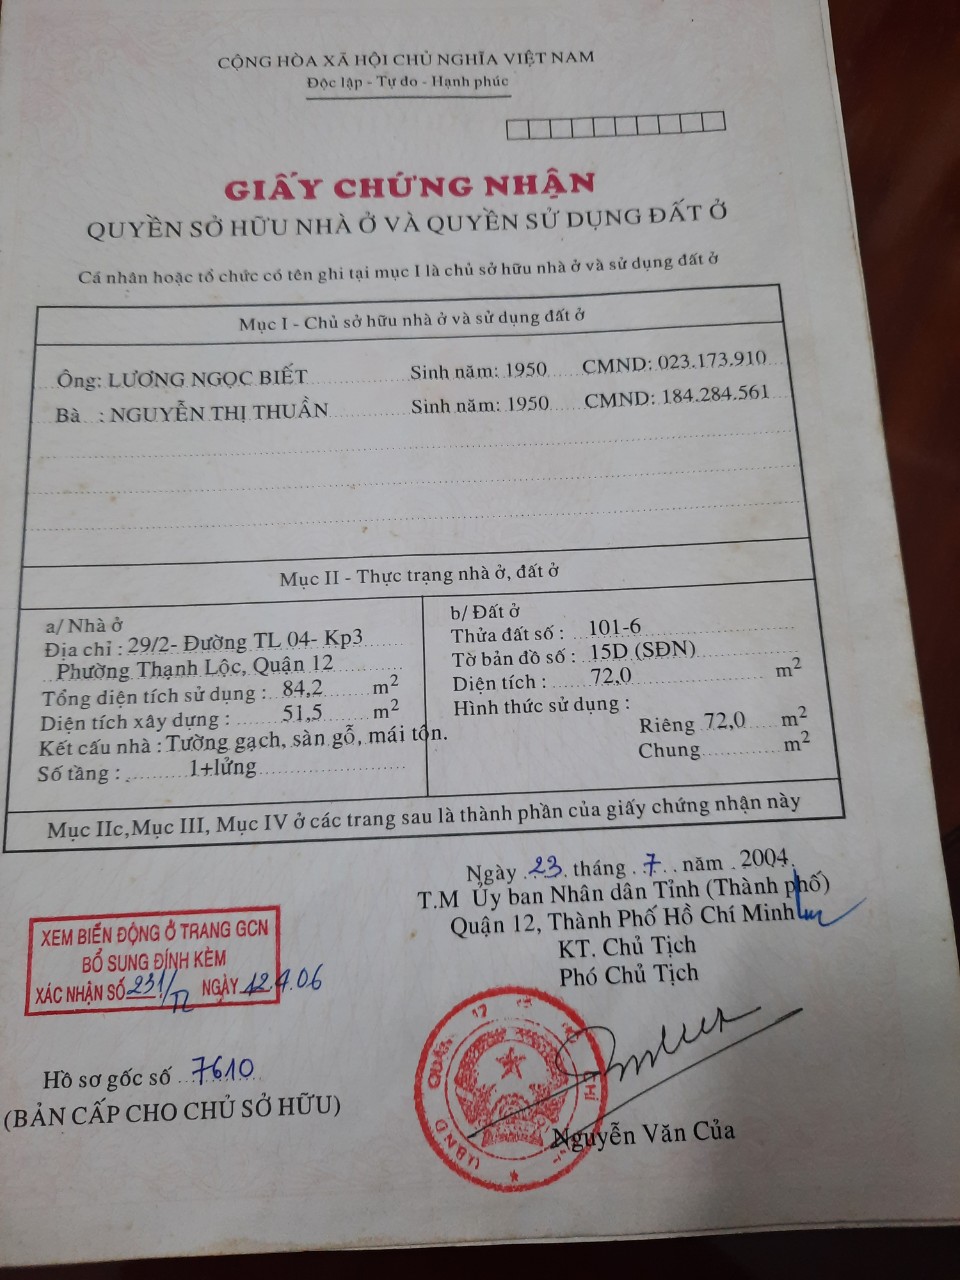 CỘNG HÒA XÃ HỘI CHỦ NGHĨA VIỆT NAM
Độc lập - Tự do - Hạnh phúc
GIẤY CHỨNG NHẬN
QUYỀN SỞ HỮU NHÀ Ở VÀ QUYỀN SỬ DỤNG ĐẤT Ở
Cá nhân hoặc tổ chức có tên ghi tại mục I là chủ sở hữu nhà ở và sử dụng đất ở
Mục I - Chủ sở hữu nhà ở và sử dụng đất ở
Ông: LƯƠNG NGỌC BIẾT Sinh năm: 1950 CMND: 023.173.910
Bà : NGUYỄN THỊ THUẦN Sinh năm: 1950 CMND: 184.284.561
Mục II - Thực trạng nhà ở, đất ở
a/ Nhà ở
Địa chỉ : 29/2- Đường TL 04- Kp3
Phường Thạnh Lộc, Quận 12
Tổng diện tích sử dụng : 84,2 m2
Diện tích xây dựng : 51,5 m2
Kết cấu nhà : Tường gạch, sàn gỗ, mái tôn.
Số tầng : 1+lửng
b/ Đất ở
Thửa đất số : 101-6
Tờ bản đồ số : 15D (SĐN)
Diện tích : 72,0 m2
Hình thức sử dụng :
Riêng 72,0 m2
Chung m2
Mục IIc, Mục III, Mục IV ở các trang sau là thành phần của giấy chứng nhận này
Ngày 23 tháng 7 năm 2004
T.M Ủy ban Nhân dân Tỉnh (Thành phố)
Quận 12, Thành Phố Hồ Chí Minh
KT. Chủ Tịch
Phó Chủ Tịch
XEM BIẾN ĐỘNG Ở TRANG GCN
BỔ SUNG ĐÍNH KÈM
XÁC NHẬN SỐ 231/TL NGÀY 12.4.06
Hồ sơ gốc số 7610
(BẢN CẤP CHO CHỦ SỞ HỮU)
UBND QUẬN 12
Nguyễn Văn Của